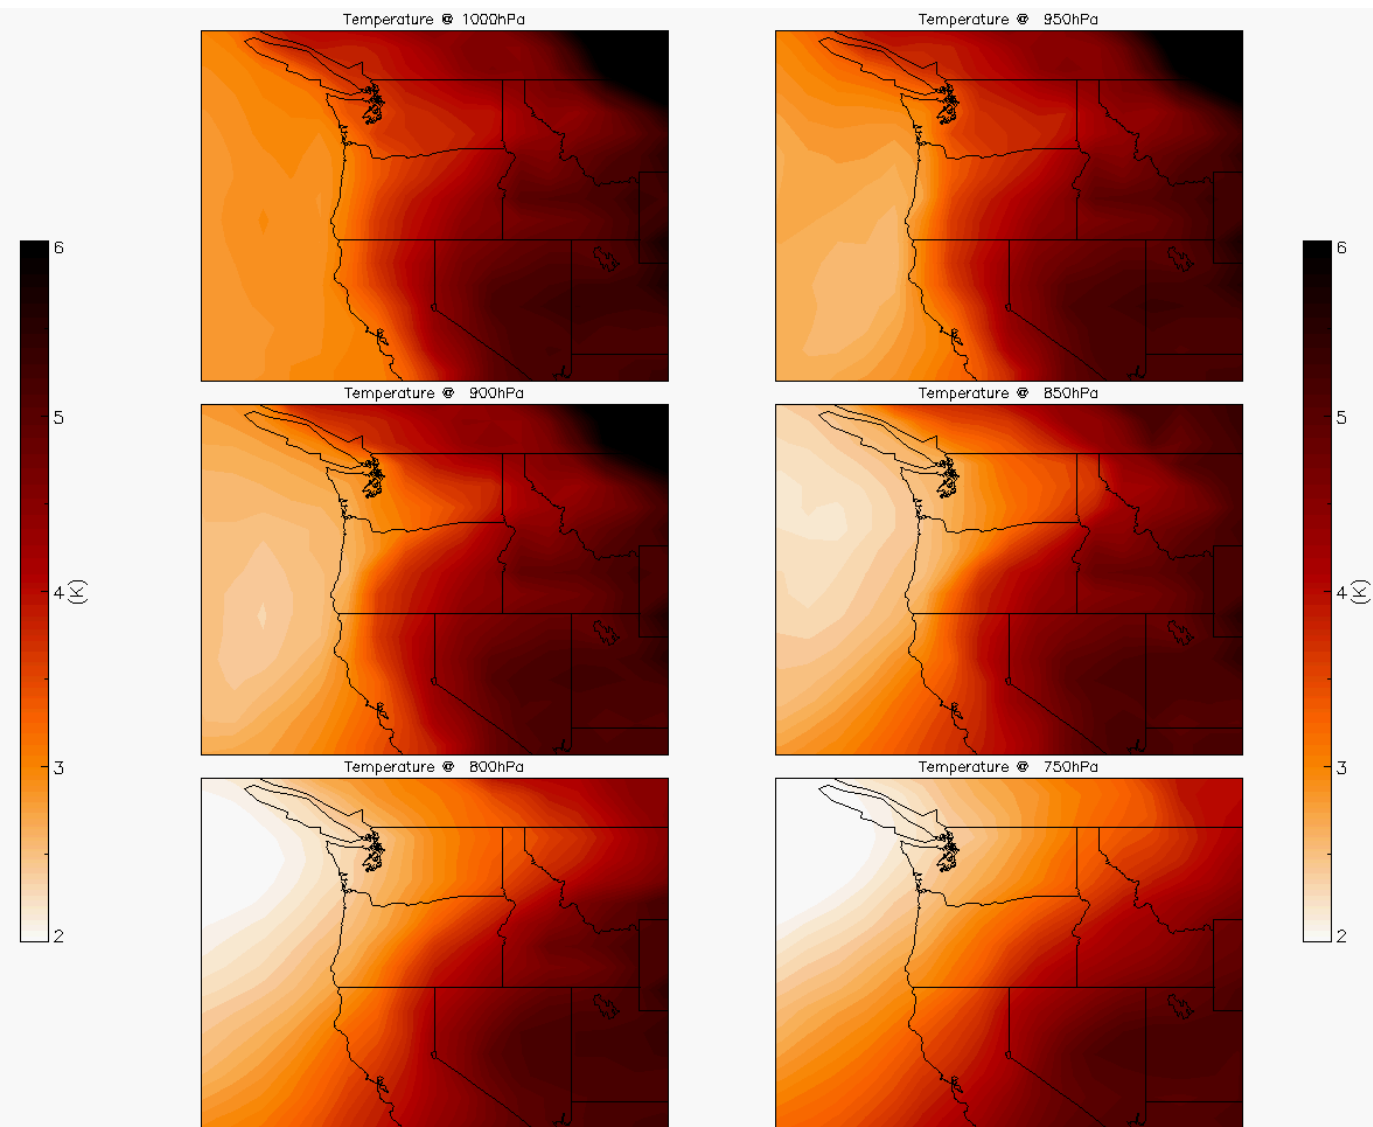 Temperature @ 1000hPa
Temperature @ 950hPa
6
5
4
3
2
(K)
6
5
4
3
2
(K)
Temperature @ 900hPa
Temperature @ 850hPa
Temperature @ 800hPa
Temperature @ 750hPa